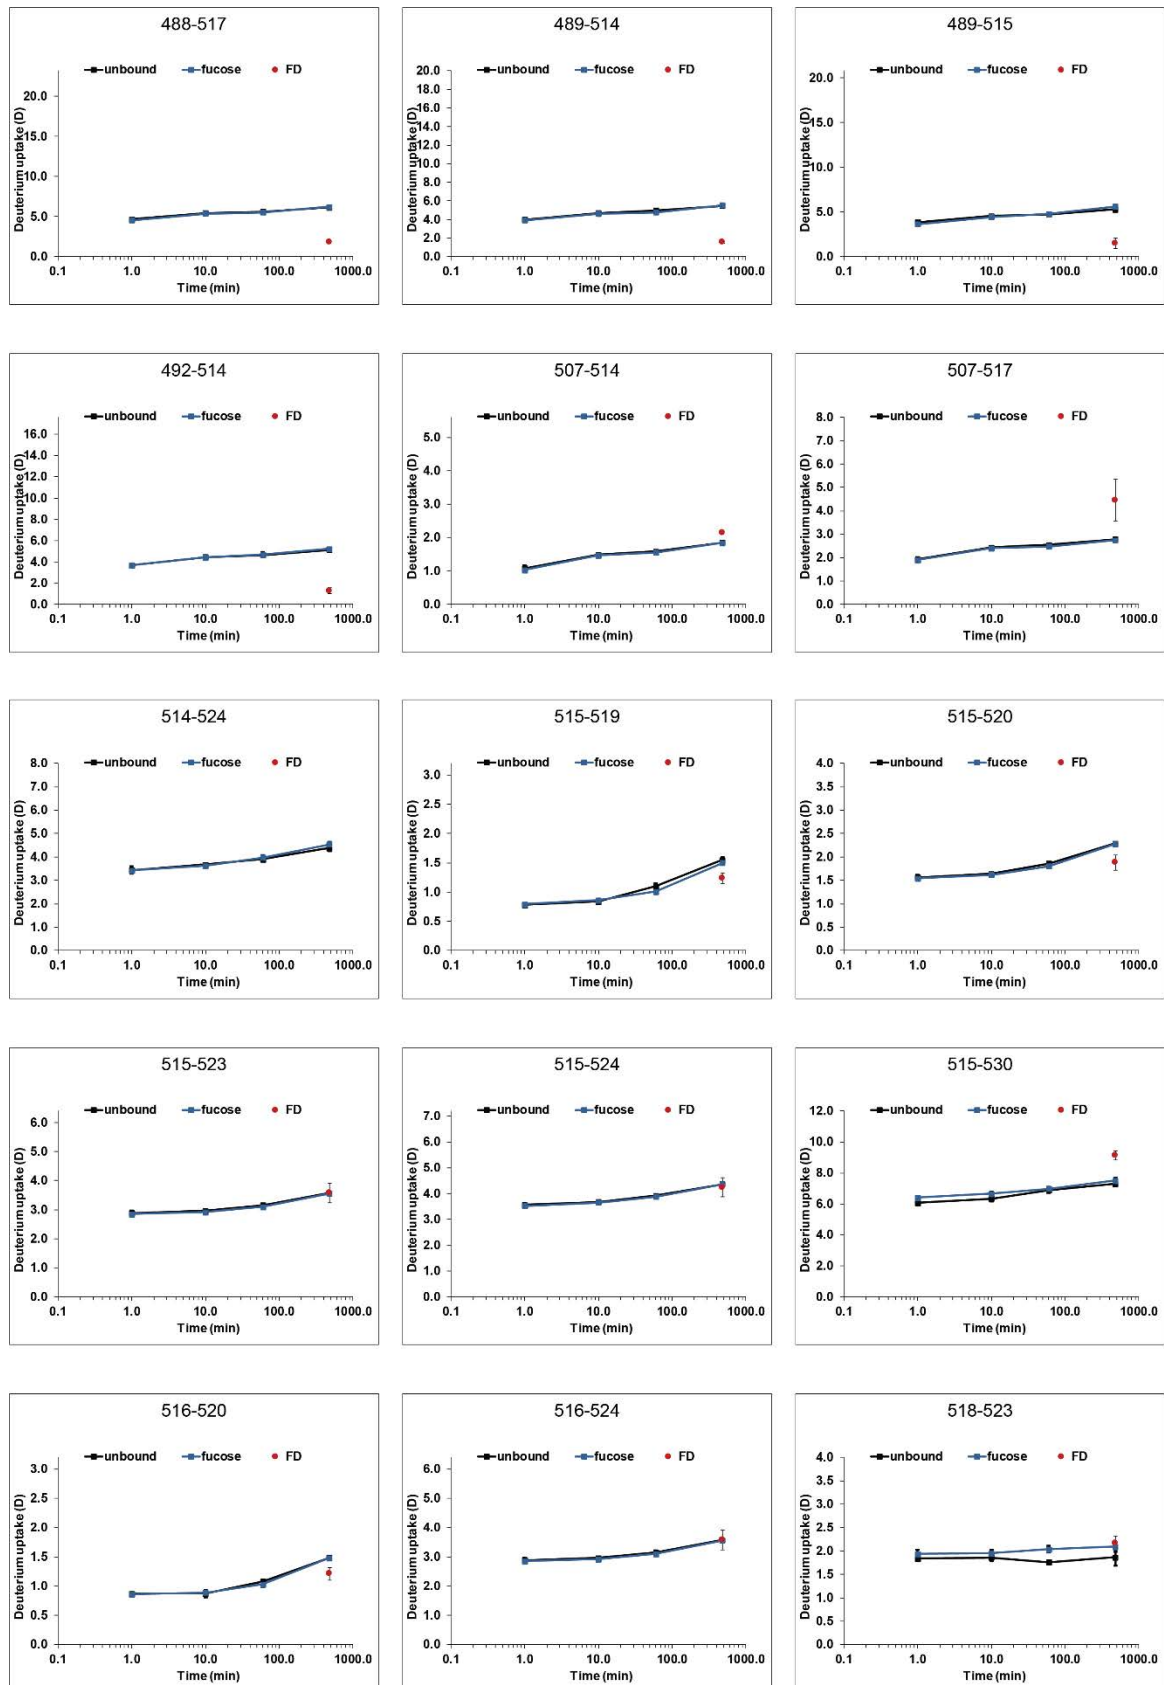 488-517
unbound fucose FD
Deuterium uptake (D)
20.0
15.0
10.0
5.0
0.0
0.1 1.0 10.0 100.0 1000.0
Time (min)
489-514
unbound fucose FD
Deuterium uptake (D)
20.0
18.0
16.0
14.0
12.0
10.0
8.0
6.0
4.0
2.0
0.0
0.1 1.0 10.0 100.0 1000.0
Time (min)
489-515
unbound fucose FD
Deuterium uptake (D)
20.0
15.0
10.0
5.0
0.0
0.1 1.0 10.0 100.0 1000.0
Time (min)
492-514
unbound fucose FD
Deuterium uptake (D)
16.0
14.0
12.0
10.0
8.0
6.0
4.0
2.0
0.0
0.1 1.0 10.0 100.0 1000.0
Time (min)
507-514
unbound fucose FD
Deuterium uptake (D)
5.0
4.0
3.0
2.0
1.0
0.0
0.1 1.0 10.0 100.0 1000.0
Time (min)
507-517
unbound fucose FD
Deuterium uptake (D)
8.0
7.0
6.0
5.0
4.0
3.0
2.0
1.0
0.0
0.1 1.0 10.0 100.0 1000.0
Time (min)
514-524
unbound fucose FD
Deuterium uptake (D)
8.0
7.0
6.0
5.0
4.0
3.0
2.0
1.0
0.0
0.1 1.0 10.0 100.0 1000.0
Time (min)
515-519
unbound fucose FD
Deuterium uptake (D)
3.0
2.5
2.0
1.5
1.0
0.5
0.0
0.1 1.0 10.0 100.0 1000.0
Time (min)
515-520
unbound fucose FD
Deuterium uptake (D)
4.0
3.5
3.0
2.5
2.0
1.5
1.0
0.5
0.0
0.1 1.0 10.0 100.0 1000.0
Time (min)
515-523
unbound fucose FD
Deuterium uptake (D)
6.0
5.0
4.0
3.0
2.0
1.0
0.0
0.1 1.0 10.0 100.0 1000.0
Time (min)
515-524
unbound fucose FD
Deuterium uptake (D)
7.0
6.0
5.0
4.0
3.0
2.0
1.0
0.0
0.1 1.0 10.0 100.0 1000.0
Time (min)
515-530
unbound fucose FD
Deuterium uptake (D)
12.0
10.0
8.0
6.0
4.0
2.0
0.0
0.1 1.0 10.0 100.0 1000.0
Time (min)
516-520
unbound fucose FD
Deuterium uptake (D)
3.0
2.5
2.0
1.5
1.0
0.5
0.0
0.1 1.0 10.0 100.0 1000.0
Time (min)
516-524
unbound fucose FD
Deuterium uptake (D)
6.0
5.0
4.0
3.0
2.0
1.0
0.0
0.1 1.0 10.0 100.0 1000.0
Time (min)
518-523
unbound fucose FD
Deuterium uptake (D)
4.0
3.5
3.0
2.5
2.0
1.5
1.0
0.5
0.0
0.1 1.0 10.0 100.0 1000.0
Time (min)